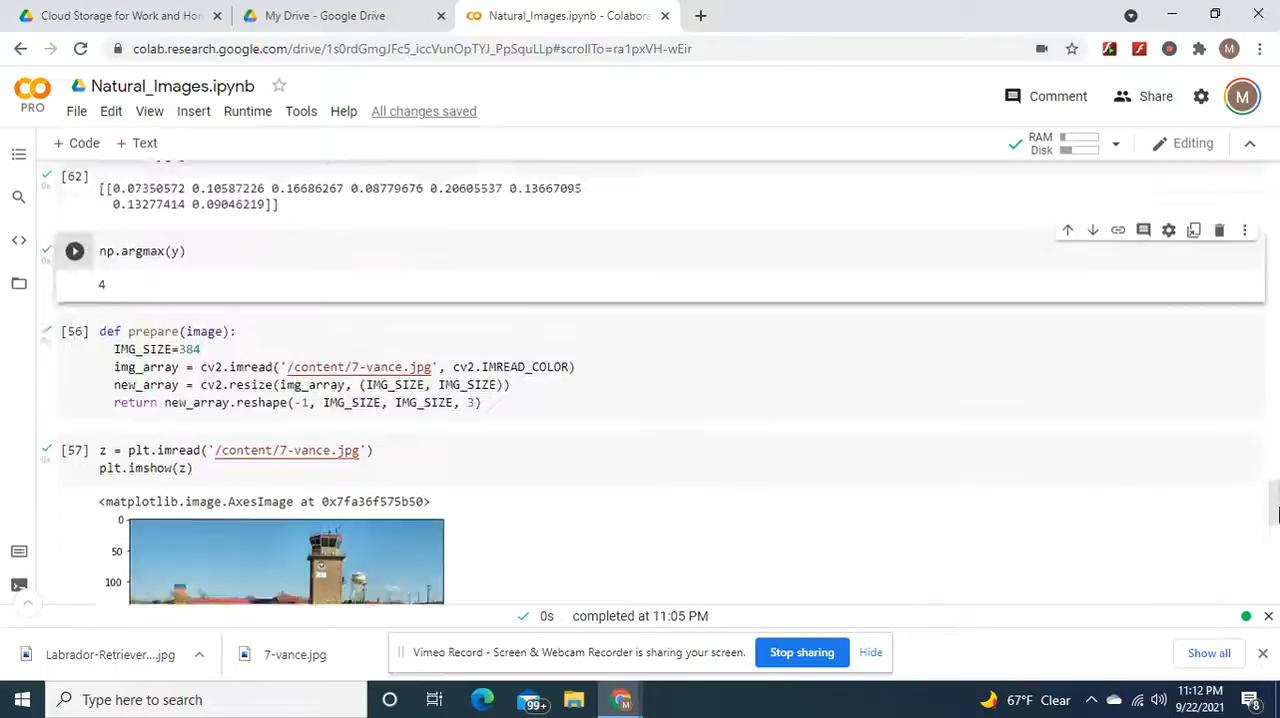 Cloud Storage for Work and Hom
My Drive - Google Drive
Natural_Images.ipynb - Colabora
colab.research.google.com/drive/1s0rdGmgJFc5_iccVunOpTYJ_PpSquLLp#scrollTo=ra1pxVH-wEir
M
PRO
Natural_Images.ipynb
Comment
Share
M
File Edit View Insert Runtime Tools Help All changes saved
+ Code + Text
RAM
Disk
Editing
[62]
[[0.07350572 0.10587226 0.16686267 0.08779676 0.20605537 0.13667095
0.13277414 0.09046219]]
np.argmax(y)
4
[56] def prepare(image):
IMG_SIZE=384
img_array = cv2.imread('/content/7-vance.jpg', cv2.IMREAD_COLOR)
new_array = cv2.resize(img_array, (IMG_SIZE, IMG_SIZE))
return new_array.reshape(-1, IMG_SIZE, IMG_SIZE, 3)
[57] z = plt.imread('/content/7-vance.jpg')
plt.imshow(z)
<matplotlib.image.AxesImage at 0x7fa36f575b50>
0
50
100
0s completed at 11:05 PM
Labrador-Retriever....jpg
7-vance.jpg
Vimeo Record - Screen & Webcam Recorder is sharing your screen.
Stop sharing
Hide
Show all
Type here to search
99+
M
67°F Clear
11:12 PM
9/22/2021
8